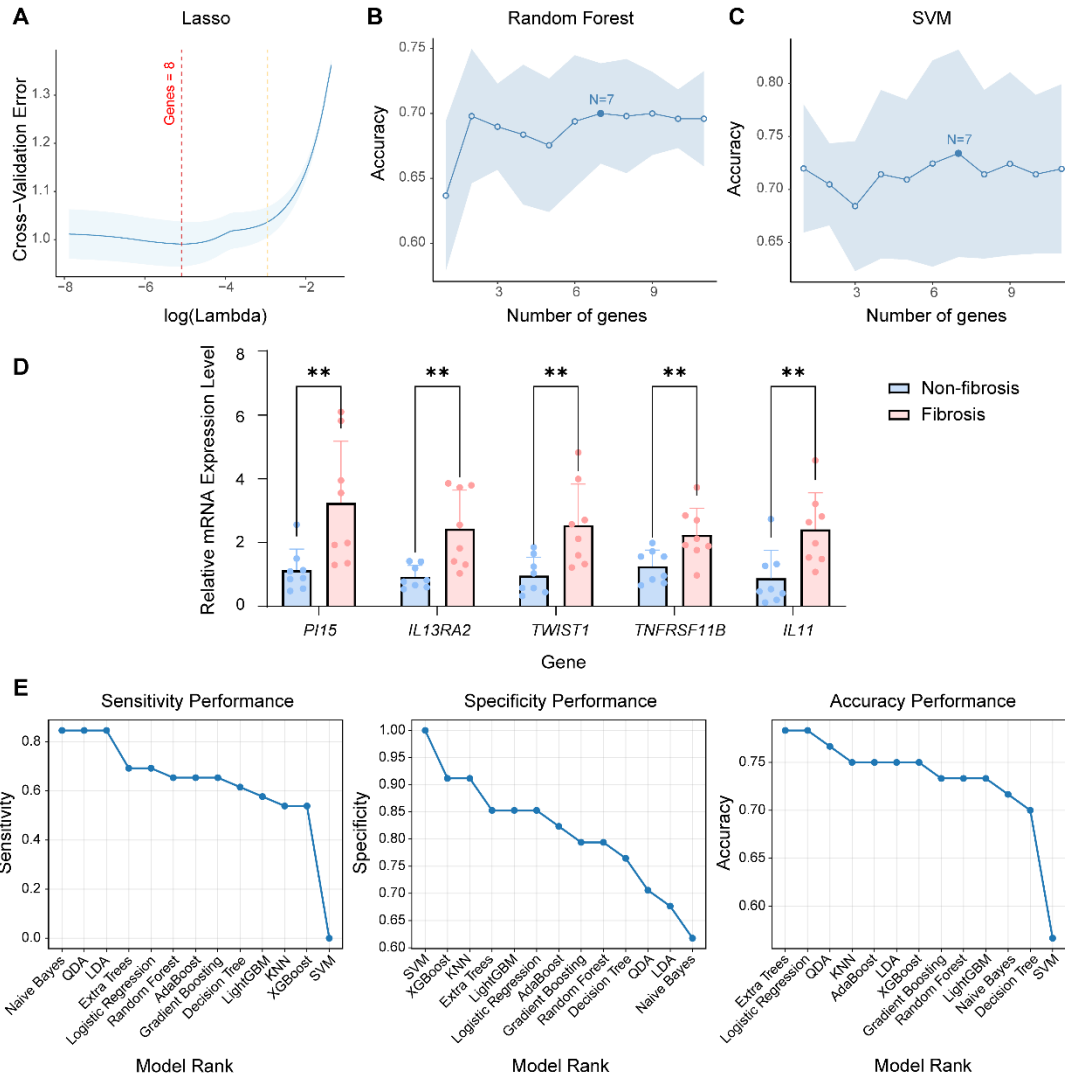 A
Lasso
Cross-Validation Error
1.3
1.2
1.1
1.0
Genes = 8
−8
−6
−4
−2
log(Lambda)
B
Random Forest
Accuracy
0.75
0.70
0.65
0.60
N=7
3
6
9
Number of genes
C
SVM
Accuracy
0.80
0.75
0.70
0.65
N=7
3
6
9
Number of genes
D
Relative mRNA Expression Level
8
6
4
2
0
**
**
**
**
**
Non-fibrosis
Fibrosis
PI15
IL13RA2
TWIST1
TNFRSF11B
IL11
Gene
E
Sensitivity Performance
Sensitivity
0.8
0.6
0.4
0.2
0.0
Naive Bayes
QDA
LDA
Extra Trees
Logistic Regression
Random Forest
AdaBoost
Gradient Boosting
Decision Tree
LightGBM
KNN
XGBoost
SVM
Model Rank
Specificity Performance
Specificity
1.00
0.95
0.90
0.85
0.80
0.75
0.70
0.65
0.60
SVM
XGBoost
KNN
Extra Trees
LightGBM
Logistic Regression
AdaBoost
Gradient Boosting
Random Forest
Decision Tree
QDA
LDA
Naive Bayes
Model Rank
Accuracy Performance
Accuracy
0.75
0.70
0.65
0.60
Extra Trees
Logistic Regression
QDA
KNN
AdaBoost
LDA
XGBoost
Gradient Boosting
Random Forest
LightGBM
Naive Bayes
Decision Tree
SVM
Model Rank